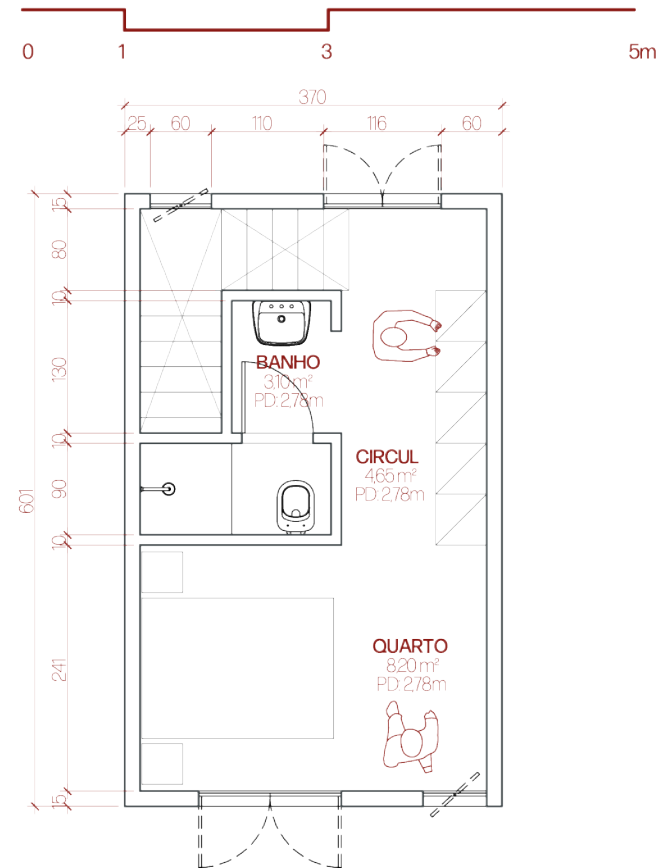 0 1 3 5m
370
25 60 110 116 60
15
80
10
BANHO
3,10 m²
PD: 2,78m
130
10
CIRCUL
4,65 m²
PD: 2,78m
90
601
10
QUARTO
8,20 m²
PD: 2,78m
241
15